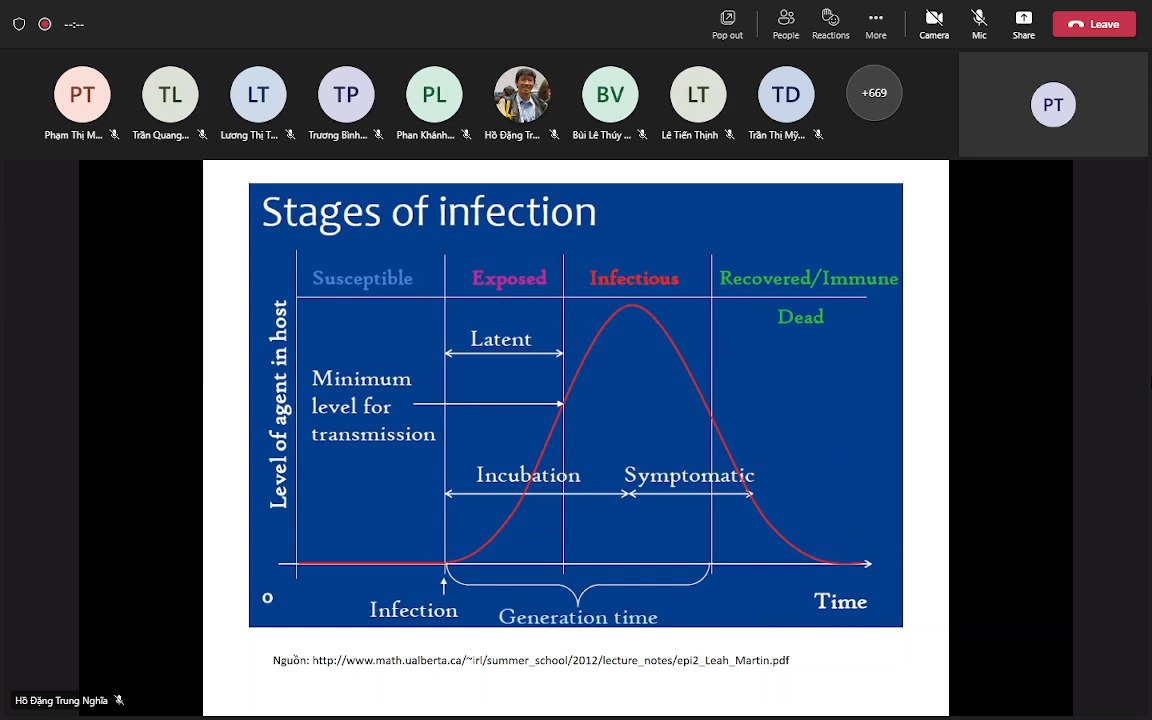 --:--
Pop out
People
Reactions
More
Camera
Mic
Share
Leave
PT
TL
LT
TP
PL
BV
LT
TD
+669
PT
Phạm Thị M...
Trần Quang...
Lương Thị T...
Trương Bình...
Phan Khánh...
Hồ Đặng Tr...
Bùi Lê Thúy ...
Lê Tiến Thịnh
Trần Thị Mỹ...
Stages of infection
Susceptible
Exposed
Infectious
Recovered/Immune
Dead
Level of agent in host
Latent
Minimum
level for
transmission
Incubation
Symptomatic
0
Infection
Generation time
Time
Nguồn: http://www.math.ualberta.ca/~irl/summer_school/2012/lecture_notes/epi2_Leah_Martin.pdf
Hồ Đặng Trung Nghĩa